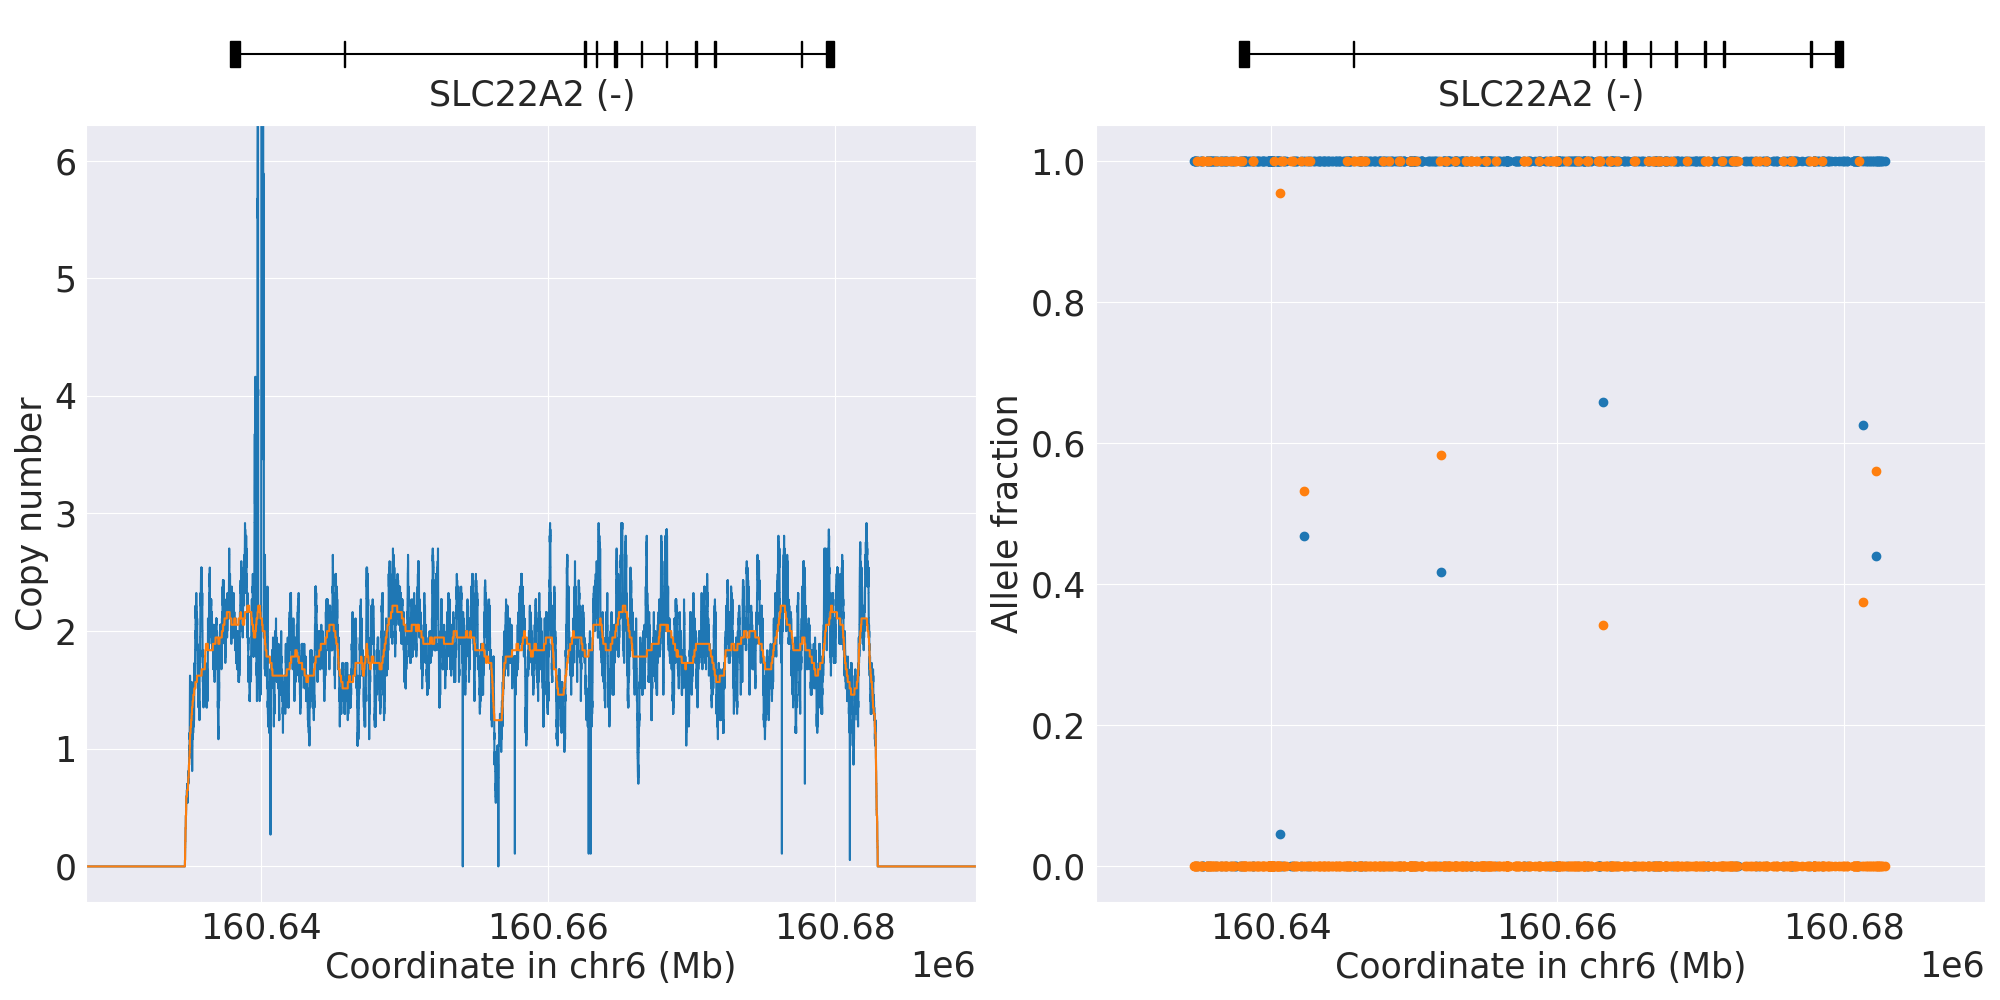 SLC22A2 (-)
6
5
4
3
2
1
0
Copy number
160.64 160.66 160.68
Coordinate in chr6 (Mb) 1e6
SLC22A2 (-)
1.0
0.8
0.6
0.4
0.2
0.0
Allele fraction
160.64 160.66 160.68
Coordinate in chr6 (Mb) 1e6